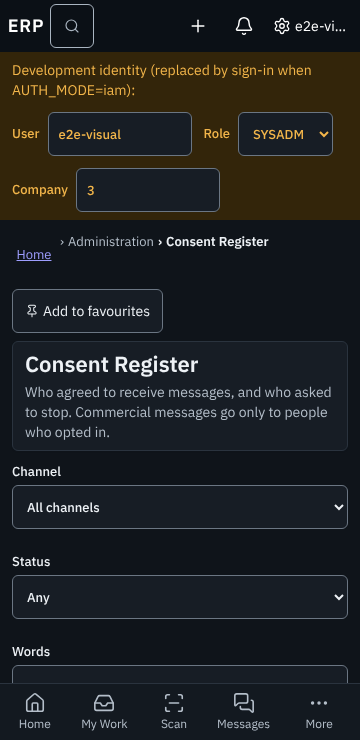 ERP
e2e-vi...
Development identity (replaced by sign-in when
AUTH_MODE=iam):
User e2e-visual Role SYSADM
Company 3
Home › Administration › Consent Register
Add to favourites
Consent Register
Who agreed to receive messages, and who asked
to stop. Commercial messages go only to people
who opted in.
Channel
All channels
Status
Any
Words
Home My Work Scan Messages More